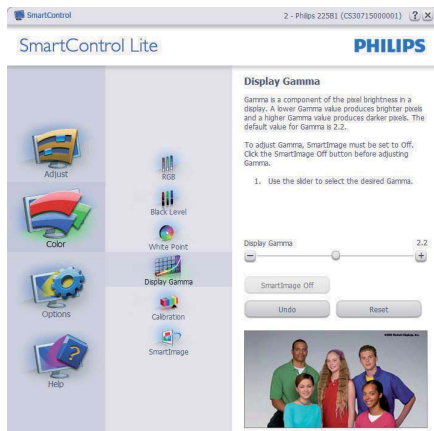 SmartControl
2 - Philips 225B1 (CS30715000001)
?
SmartControl Lite
PHILIPS
Adjust
Color
Options
Help
RGB
Black Level
White Point
Display Gamma
Calibration
SmartImage
Display Gamma
Gamma is a component of the pixel brightness in a
display. A lower Gamma value produces brighter pixels
and a higher Gamma value produces darker pixels. The
default value for Gamma is 2.2.
To adjust Gamma, SmartImage must be set to Off.
Click the SmartImage Off button before adjusting
Gamma.
1. Use the slider to select the desired Gamma.
Display Gamma 2.2
SmartImage Off
Undo Reset